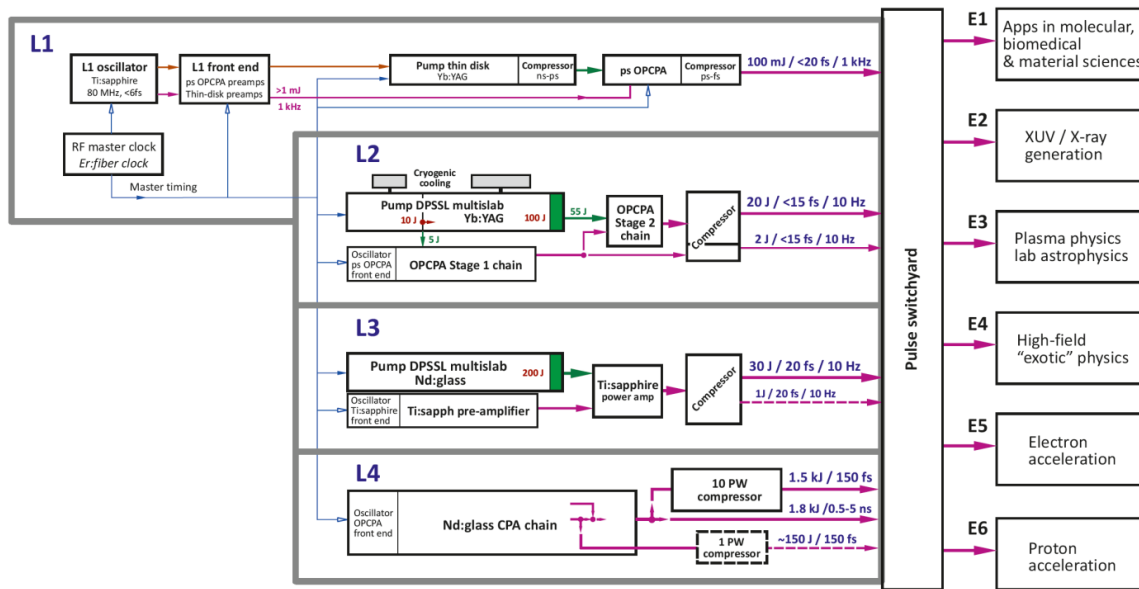 L1
L1 oscillator
Ti:sapphire
80 MHz, <6fs
L1 front end
ps OPCPA preamps
Thin-disk preamps
>1 mJ
1 kHz
Pump thin disk
Yb:YAG
Compressor
ns-ps
ps OPCPA
Compressor
ps-fs
100 mJ / <20 fs / 1 kHz
RF master clock
Er:fiber clock
Master timing
L2
Cryogenic
cooling
Pump DPSSL multislab
Yb:YAG
10 J
100 J
55 J
5 J
Oscillator
ps OPCPA
front end
OPCPA Stage 1 chain
OPCPA
Stage 2
chain
Compressor
20 J / <15 fs / 10 Hz
2 J / <15 fs / 10 Hz
L3
Pump DPSSL multislab
Nd:glass
200 J
Oscillator
Ti:sapphire
front end
Ti:sapph pre-amplifier
Ti:sapphire
power amp
Compressor
30 J / 20 fs / 10 Hz
1J / 20 fs / 10 Hz
L4
Oscillator
OPCPA
front end
Nd:glass CPA chain
10 PW
compressor
1.5 kJ / 150 fs
1.8 kJ /0.5-5 ns
1 PW
compressor
~150 J / 150 fs
Pulse switchyard
E1
Apps in molecular,
biomedical
& material sciences
E2
XUV / X-ray
generation
E3
Plasma physics
lab astrophysics
E4
High-field
“exotic” physics
E5
Electron
acceleration
E6
Proton
acceleration